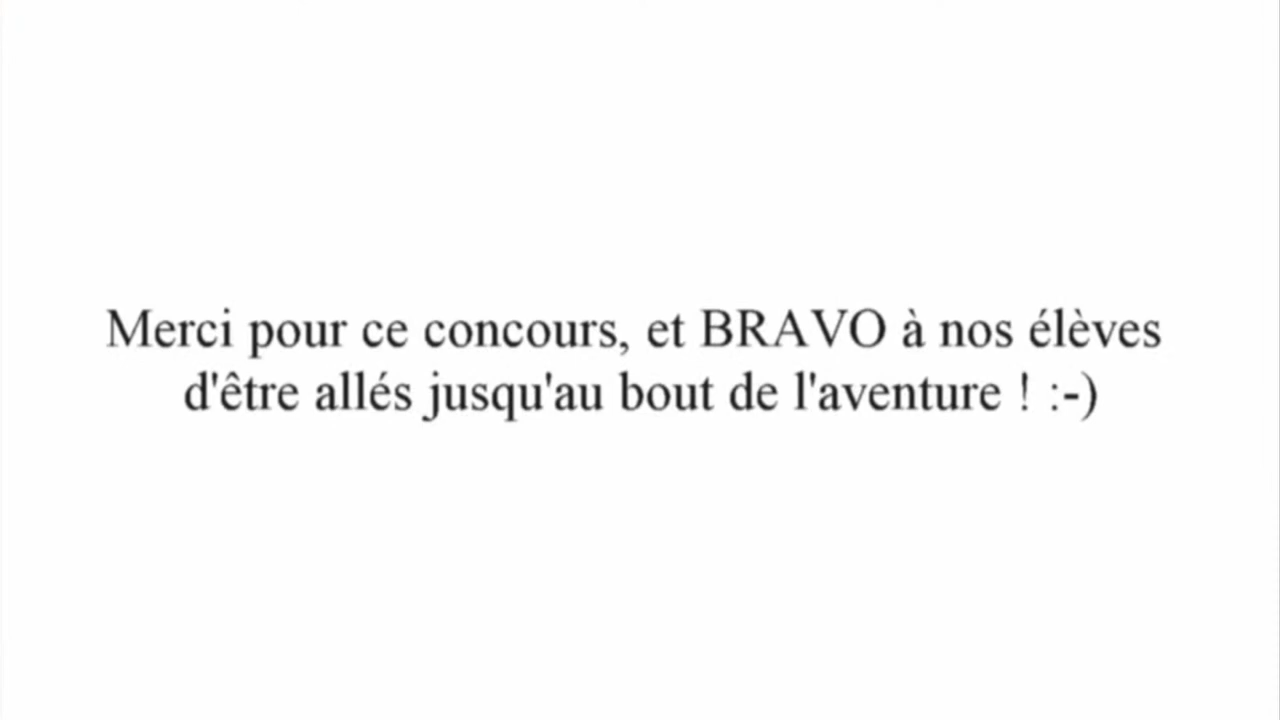 Merci pour ce concours, et BRAVO à nos élèves
d'être allés jusqu'au bout de l'aventure ! :-)